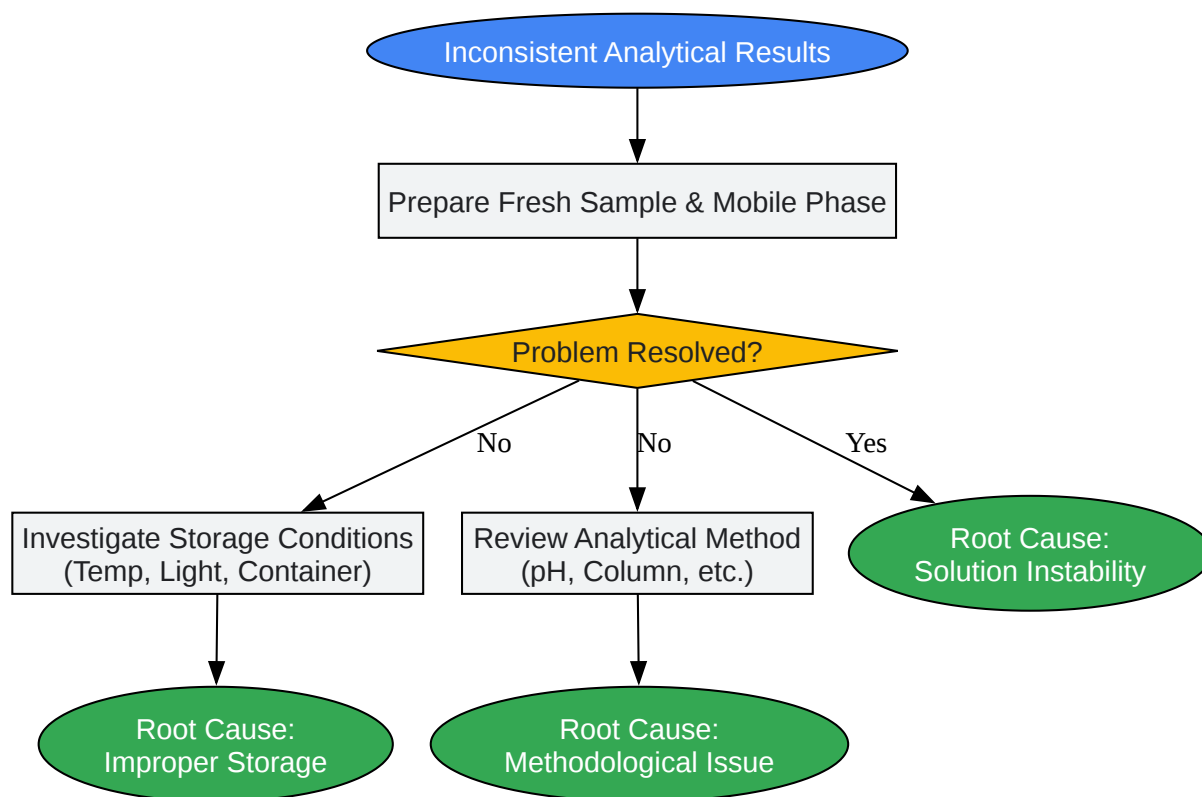 Inconsistent Analytical Results
Prepare Fresh Sample & Mobile Phase
Problem Resolved?
No
No
Yes
Investigate Storage Conditions
(Temp, Light, Container)
Review Analytical Method
(pH, Column, etc.)
Root Cause:
Solution Instability
Root Cause:
Improper Storage
Root Cause:
Methodological Issue